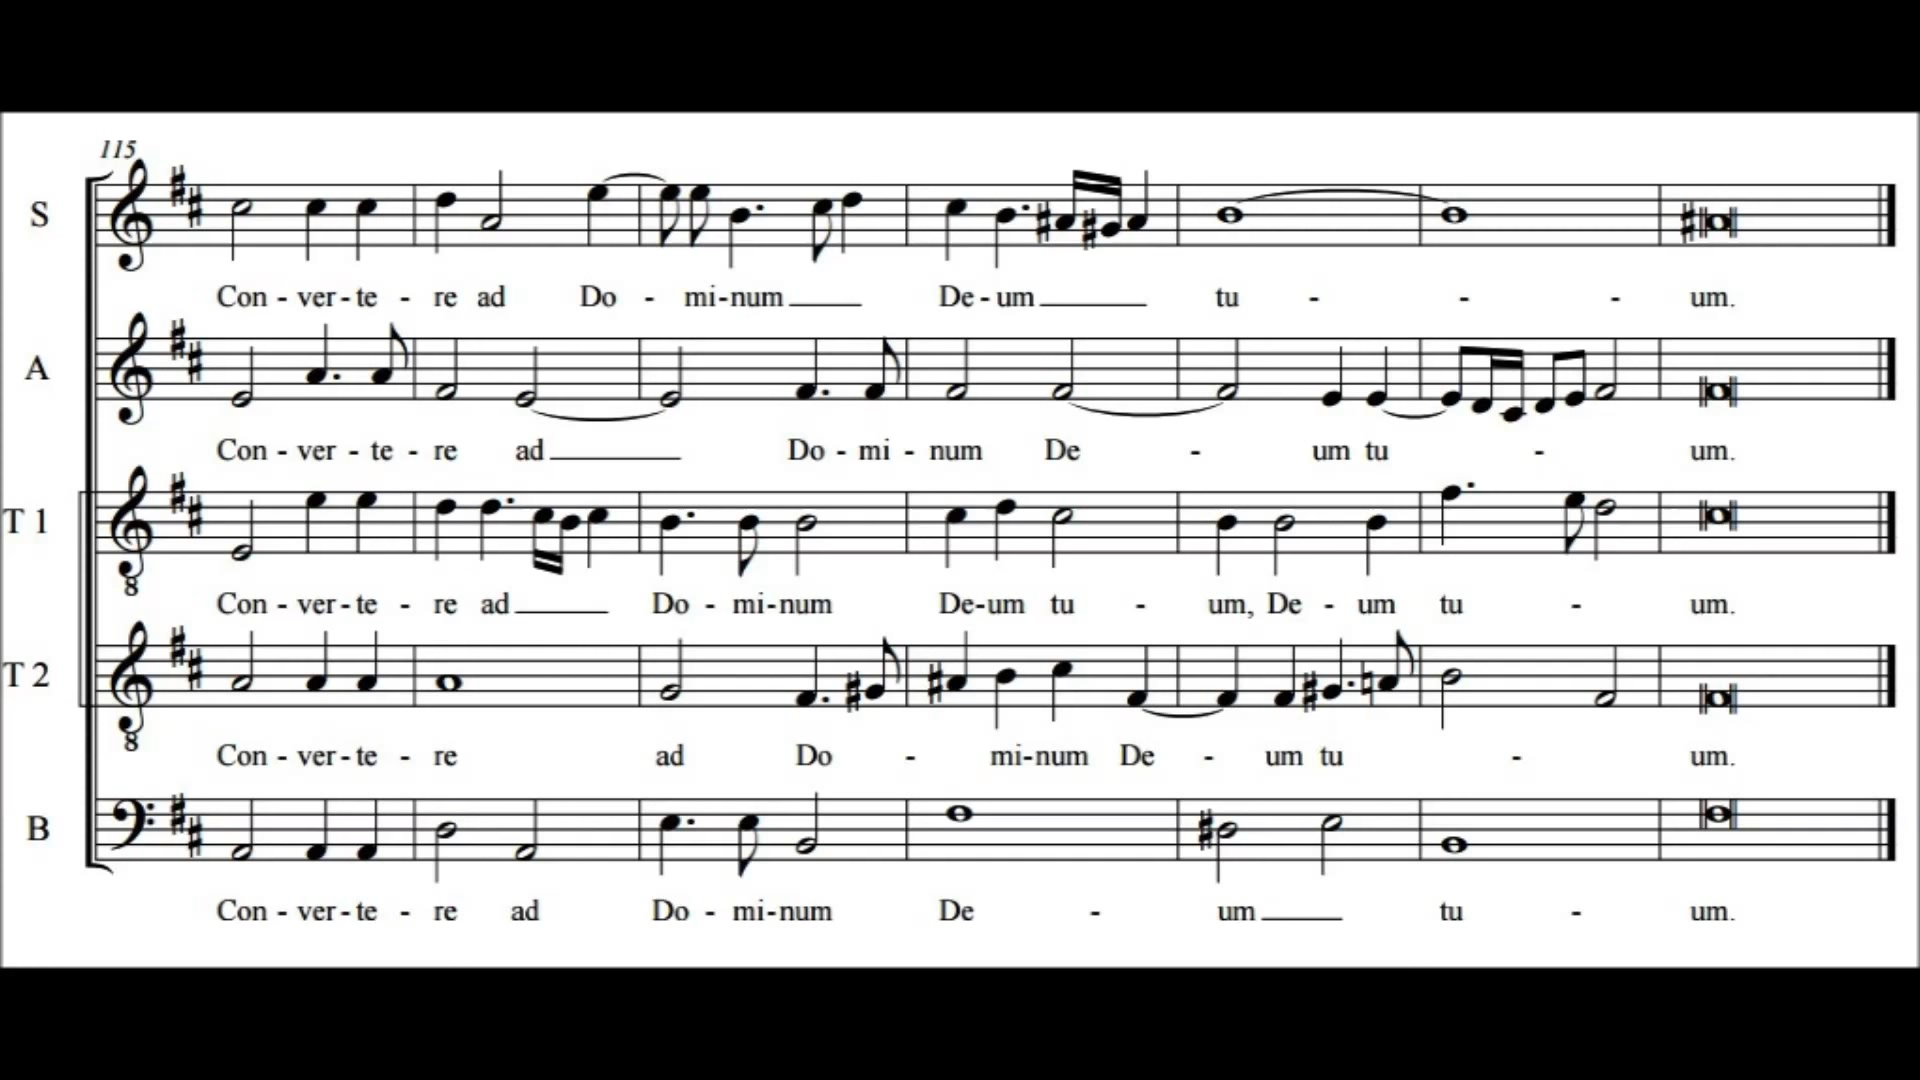 115
S
Con - ver - te - re ad Do - mi - num De - um tu - - - um.
A
Con - ver - te - re ad Do - mi - num De - um tu - um.
T 1
8
Con - ver - te - re ad Do - mi - num De - um tu - um, De - um tu - um.
T 2
8
Con - ver - te - re ad Do - mi - num De - um tu - um.
B
Con - ver - te - re ad Do - mi - num De - um tu - um.